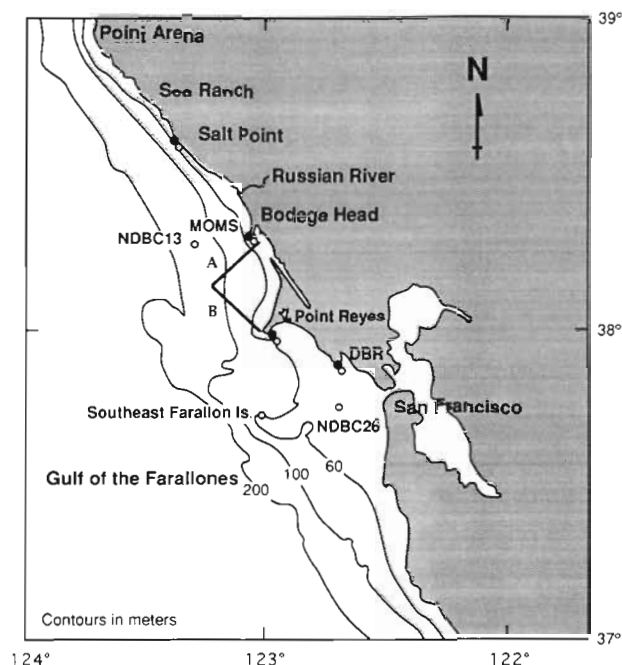 39°
Point Arena
N
Sea Ranch
Salt Point
Russian River
Bodega Head
MOMS
NDBC13
A
B
Point Reyes
38°
DBR
San Francisco
Southeast Farallon Is.
NDBC26
Gulf of the Farallones
60
100
200
Contours in meters
37°
124°
123°
122°